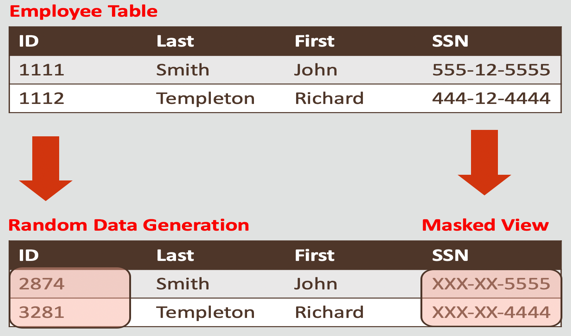 Employee Table
ID Last First SSN
1111 Smith John 555-12-5555
1112 Templeton Richard 444-12-4444
Random Data Generation Masked View
ID Last First SSN
2874 Smith John XXX-XX-5555
3281 Templeton Richard XXX-XX-4444